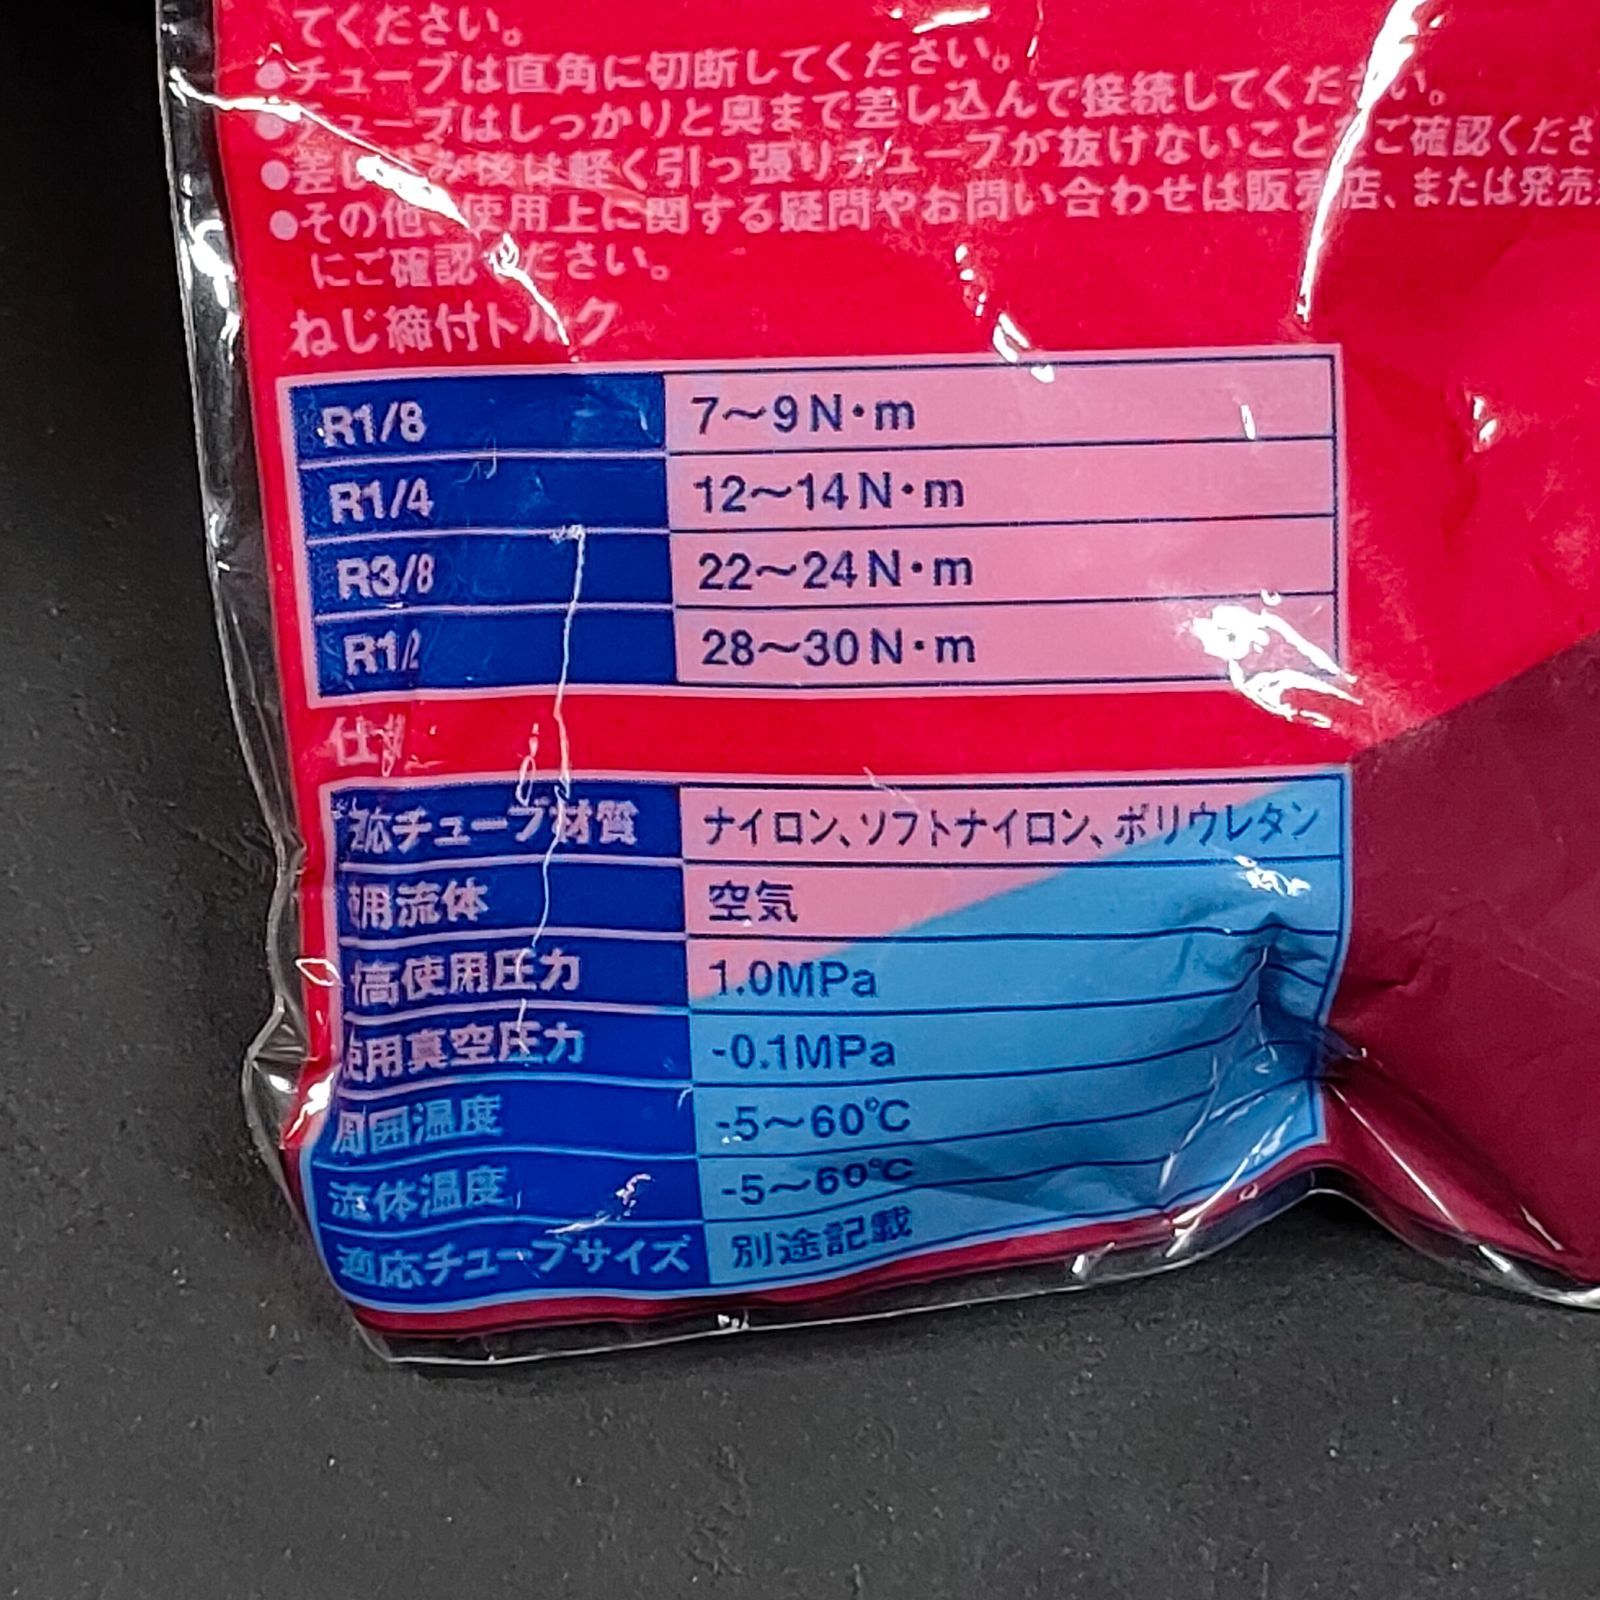 てください。
●チューブは直角に切断してください。
●チューブはしっかりと奥まで差し込んで接続してください。
●差し込み後は軽く引っ張りチューブが抜けないことをご確認くださ
●その他、使用上に関する疑問やお問い合わせは販売店、または発売
にご確認ください。
ねじ締付トルク
R1/8 7〜9N・m
R1/4 12〜14N・m
R3/8 22〜24N・m
R1/2 28〜30N・m
仕様
適応チューブ材質 ナイロン、ソフトナイロン、ポリウレタン
使用流体 空気
高使用圧力 1.0MPa
使用真空圧力 -0.1MPa
周囲温度 -5〜60℃
流体温度 -5〜60℃
適応チューブサイズ 別途記載